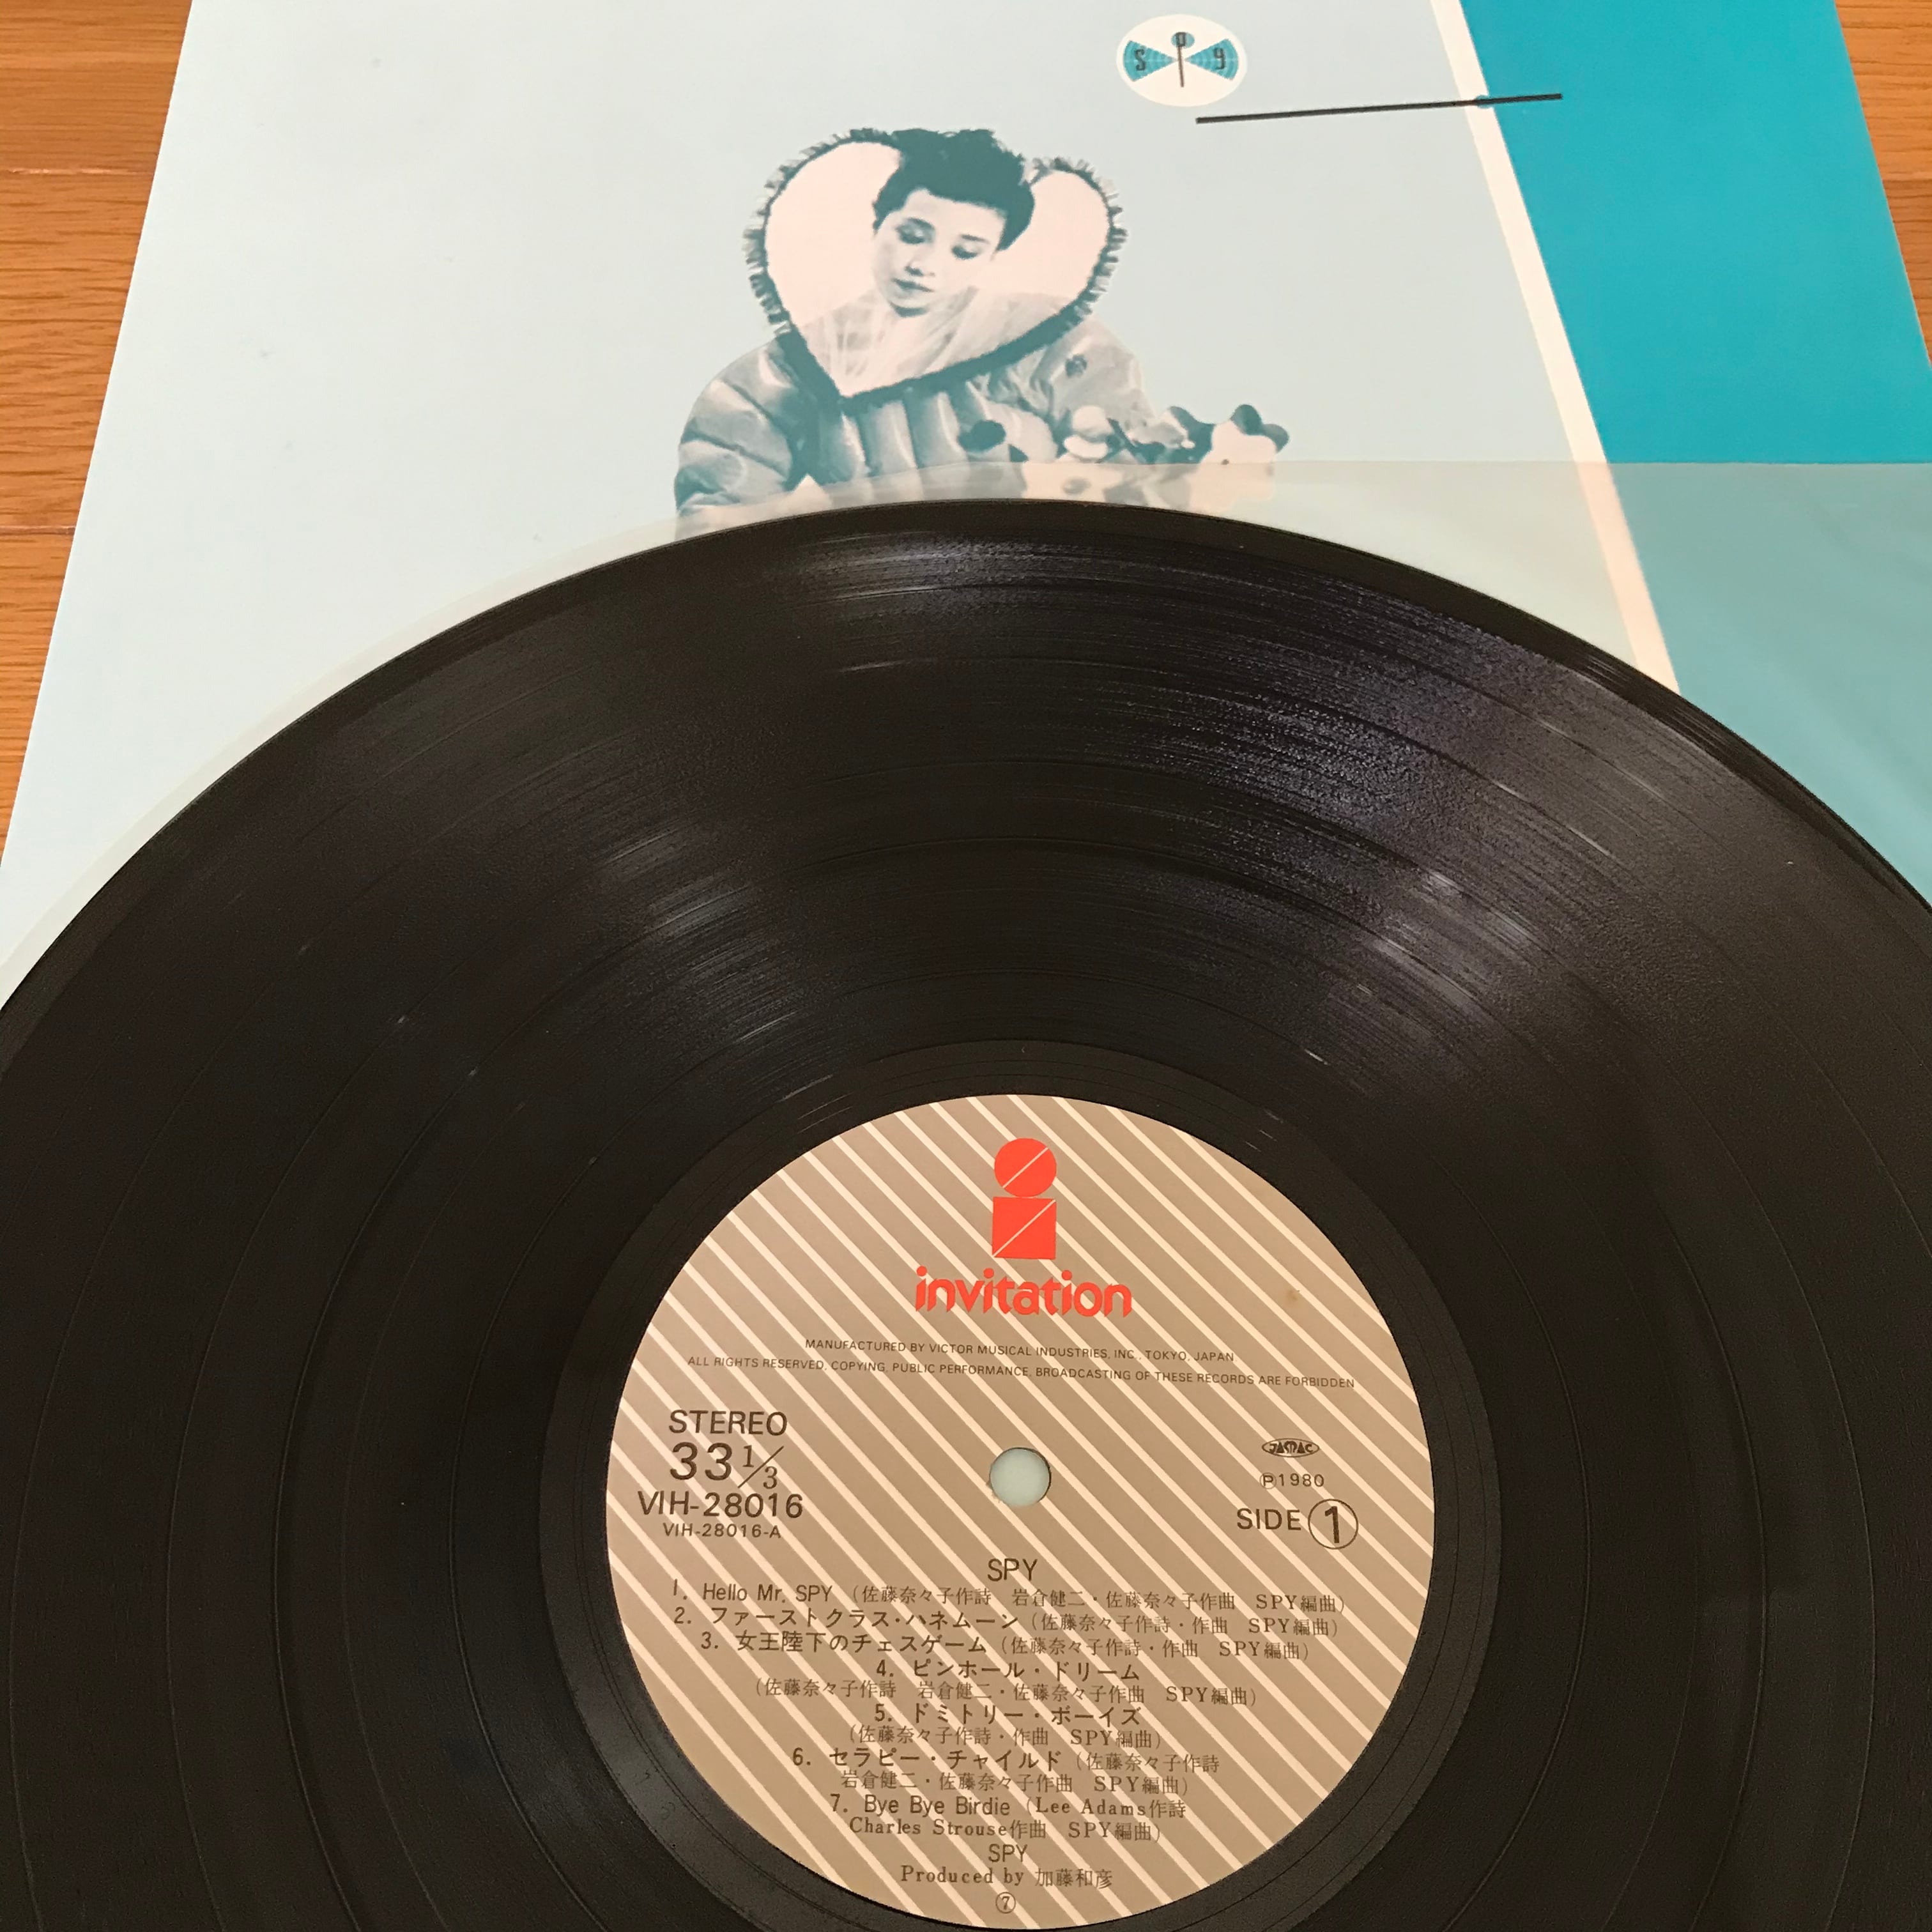 SPY
invitation
MANUFACTURED BY VICTOR MUSICAL INDUSTRIES, INC., TOKYO, JAPAN
ALL RIGHTS RESERVED, COPYING, PUBLIC PERFORMANCE, BROADCASTING OF THESE RECORDS ARE FORBIDDEN
STEREO
33 1/3
VIH-28016
VIH-28016-A
JASRAC
Ⓟ1980
SIDE 1
SPY
1. Hello Mr. SPY (佐藤奈々子作詩 岩倉健二・佐藤奈々子作曲 SPY編曲)
2. ファーストクラス・ハネムーン (佐藤奈々子作詩・作曲 SPY編曲)
3. 女王陸下のチェスゲーム (佐藤奈々子作詩・作曲 SPY編曲)
4. ピンホール・ドリーム
(佐藤奈々子作詩 岩倉健二・佐藤奈々子作曲 SPY編曲)
5. ドミトリー・ボーイズ
(佐藤奈々子作詩・作曲 SPY編曲)
6. セラピー・チャイルド (佐藤奈々子作詩
岩倉健二・佐藤奈々子作曲 SPY編曲)
7. Bye Bye Birdie (Lee Adams作詩
Charles Strouse作曲 SPY編曲)
SPY
Produced by 加藤和彦
⑦